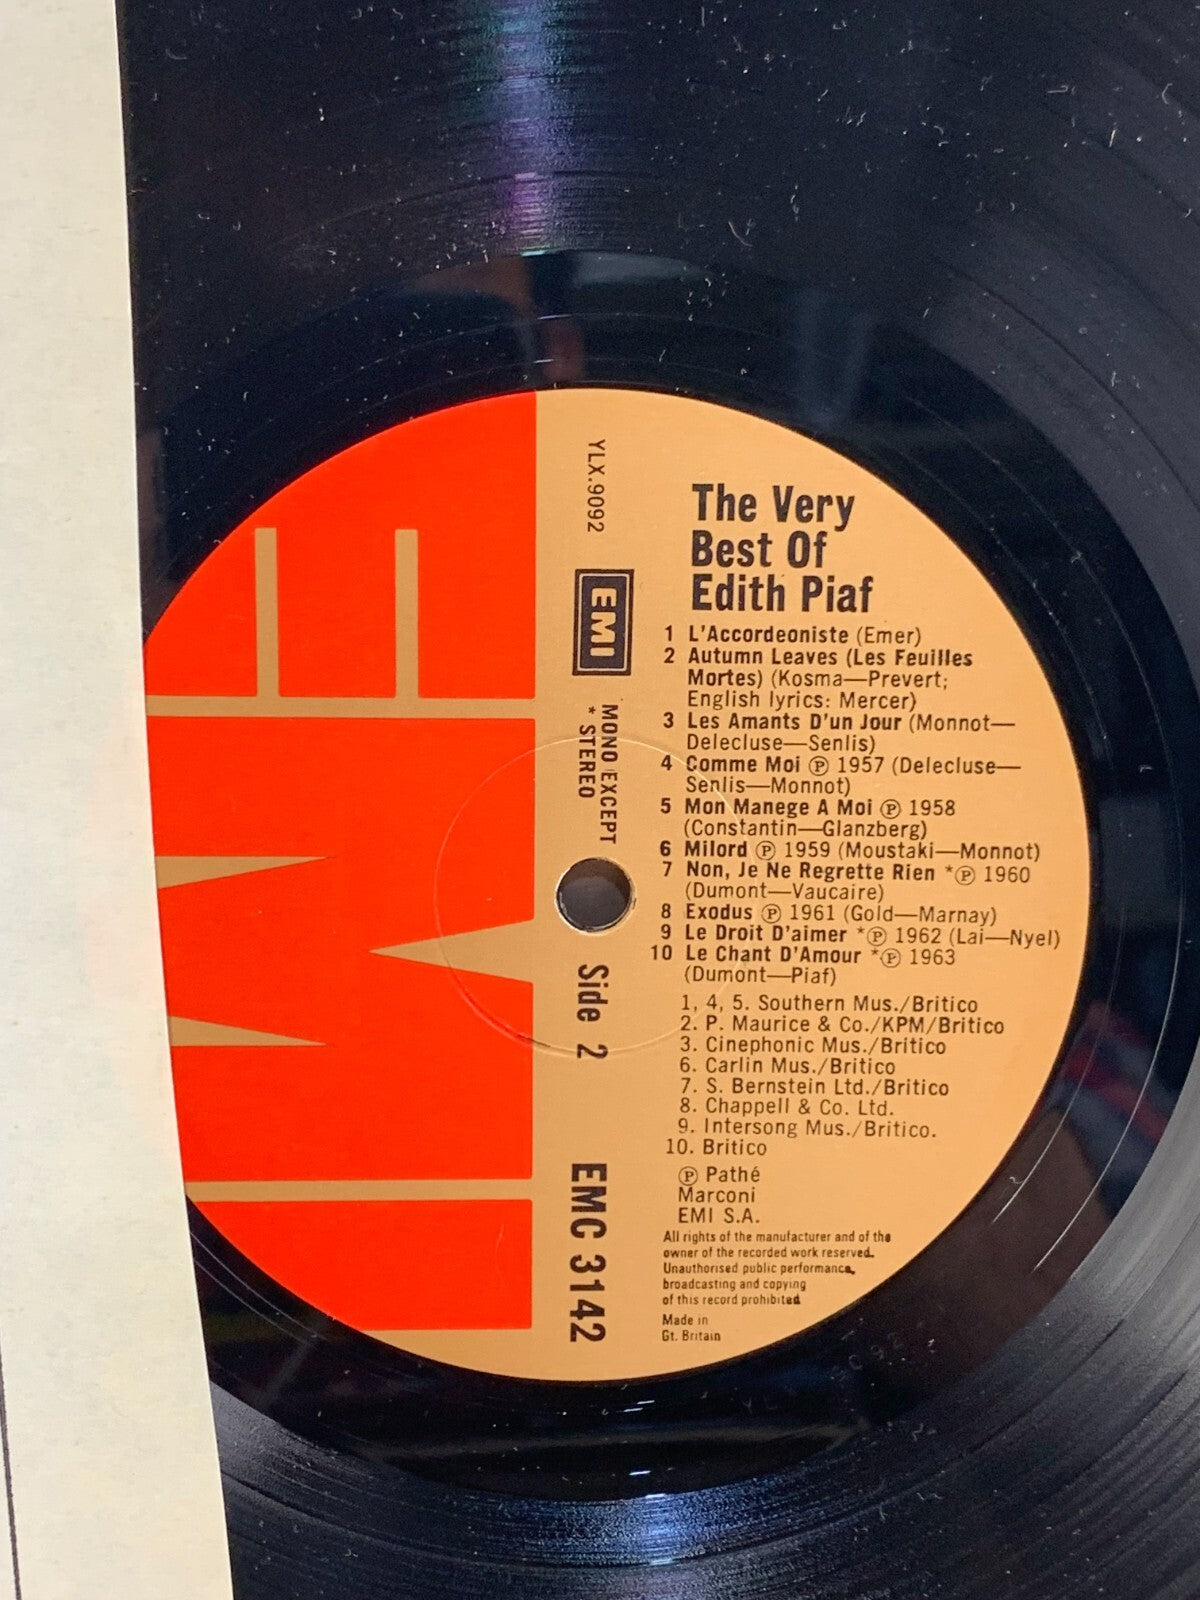 The Very
Best Of
Edith Piaf
1 L'Accordeoniste (Emer)
2 Autumn Leaves (Les Feuilles
Mortes) (Kosma—Prevert;
English lyrics: Mercer)
3 Les Amants D'un Jour (Monnot—
Delecluse—Senlis)
4 Comme Moi ℗ 1957 (Delecluse—
Senlis—Monnot)
5 Mon Manege A Moi ℗ 1958
(Constantin—Glanzberg)
6 Milord ℗ 1959 (Moustaki—Monnot)
7 Non, Je Ne Regrette Rien *℗ 1960
(Dumont—Vaucaire)
8 Exodus ℗ 1961 (Gold—Marnay)
9 Le Droit D'aimer *℗ 1962 (Lai—Nyel)
10 Le Chant D'Amour *℗ 1963
(Dumont—Piaf)
1, 4, 5. Southern Mus./Britico
2. P. Maurice & Co./KPM/Britico
3. Cinephonic Mus./Britico
6. Carlin Mus./Britico
7. S. Bernstein Ltd./Britico
8. Chappell & Co. Ltd.
9. Intersong Mus./Britico.
10. Britico
℗ Pathé
Marconi
EMI S.A.
All rights of the manufacturer and of the
owner of the recorded work reserved.
Unauthorised public performance,
broadcasting and copying
of this record prohibited
Made in
Gt. Britain
YLX.9092
EMI
MONO EXCEPT
* STEREO
Side 2
EMC 3142
EMI